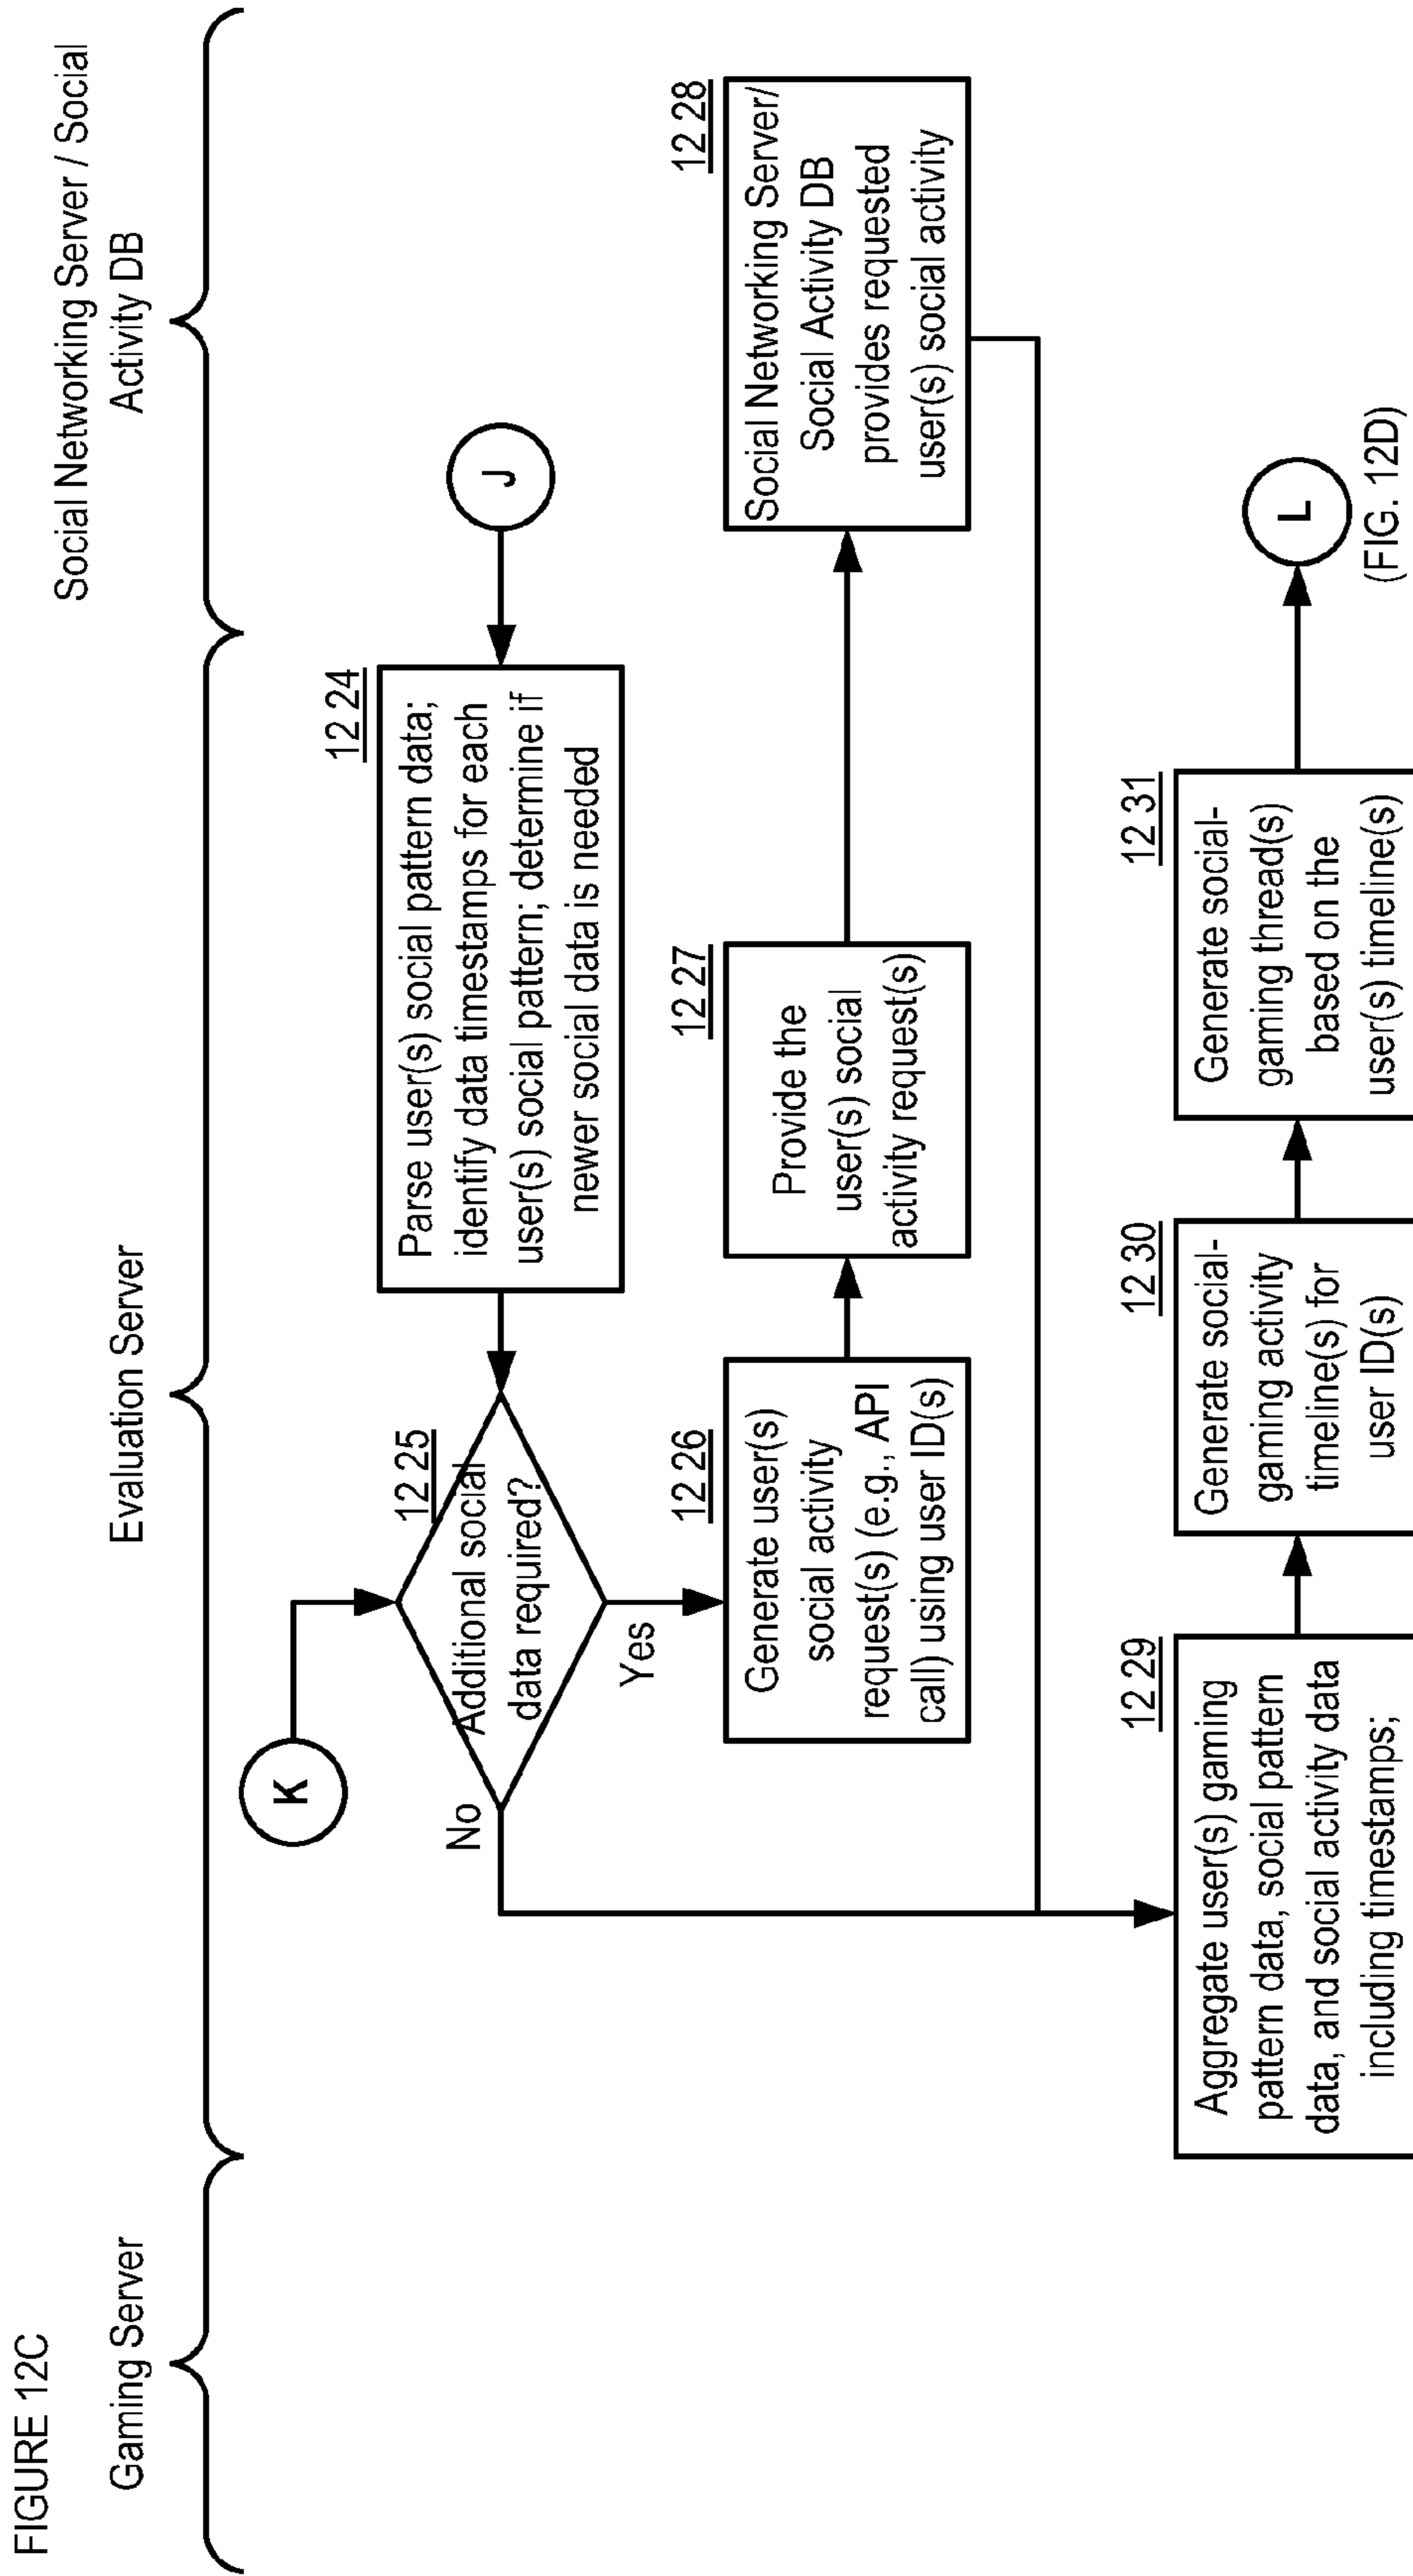 FIGURE 12C
Gaming Server
Evaluation Server
Social Networking Server / Social
Activity DB
K
J
12 24
Parse user(s) social pattern data;
identify data timestamps for each
user(s) social pattern; determine if
newer social data is needed
12 25
Additional social
data required?
No
Yes
12 26
Generate user(s)
social activity
request(s) (e.g., API
call) using user ID(s)
12 27
Provide the
user(s) social
activity request(s)
12 28
Social Networking Server/
Social Activity DB
provides requested
user(s) social activity
12 29
Aggregate user(s) gaming
pattern data, social pattern
data, and social activity data
including timestamps;
12 30
Generate social-
gaming activity
timeline(s) for
user ID(s)
12 31
Generate social-
gaming thread(s)
based on the
user(s) timeline(s)
L
(FIG. 12D)